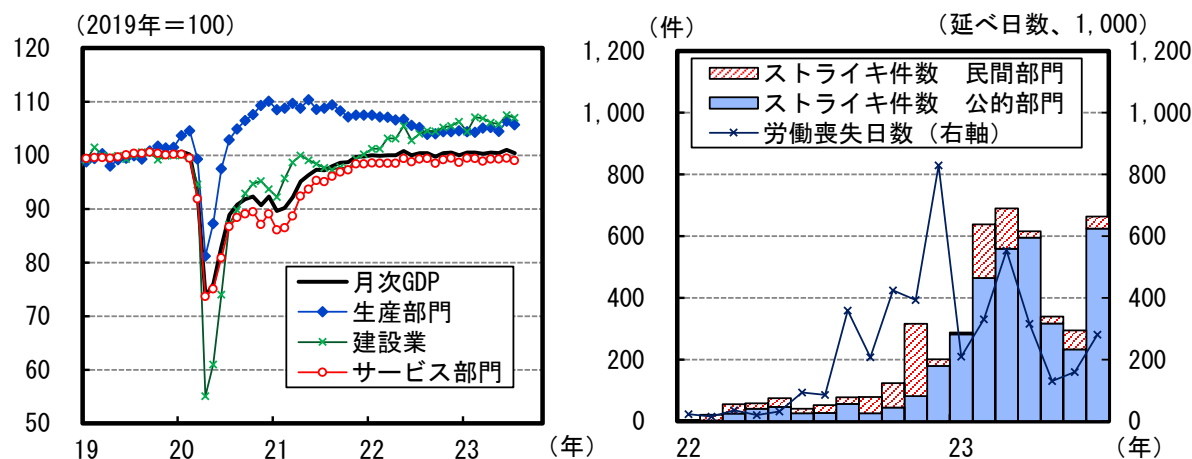 (2019年＝100)
120
110
100
90
80
70
60
50
月次GDP
生産部門
建設業
サービス部門
19
20
21
22
23
(年)
(件)
(延べ日数、1,000)
1,200
1,000
800
600
400
200
0
ストライキ件数　民間部門
ストライキ件数　公的部門
労働喪失日数（右軸）
1,200
1,000
800
600
400
200
0
22
23
(年)